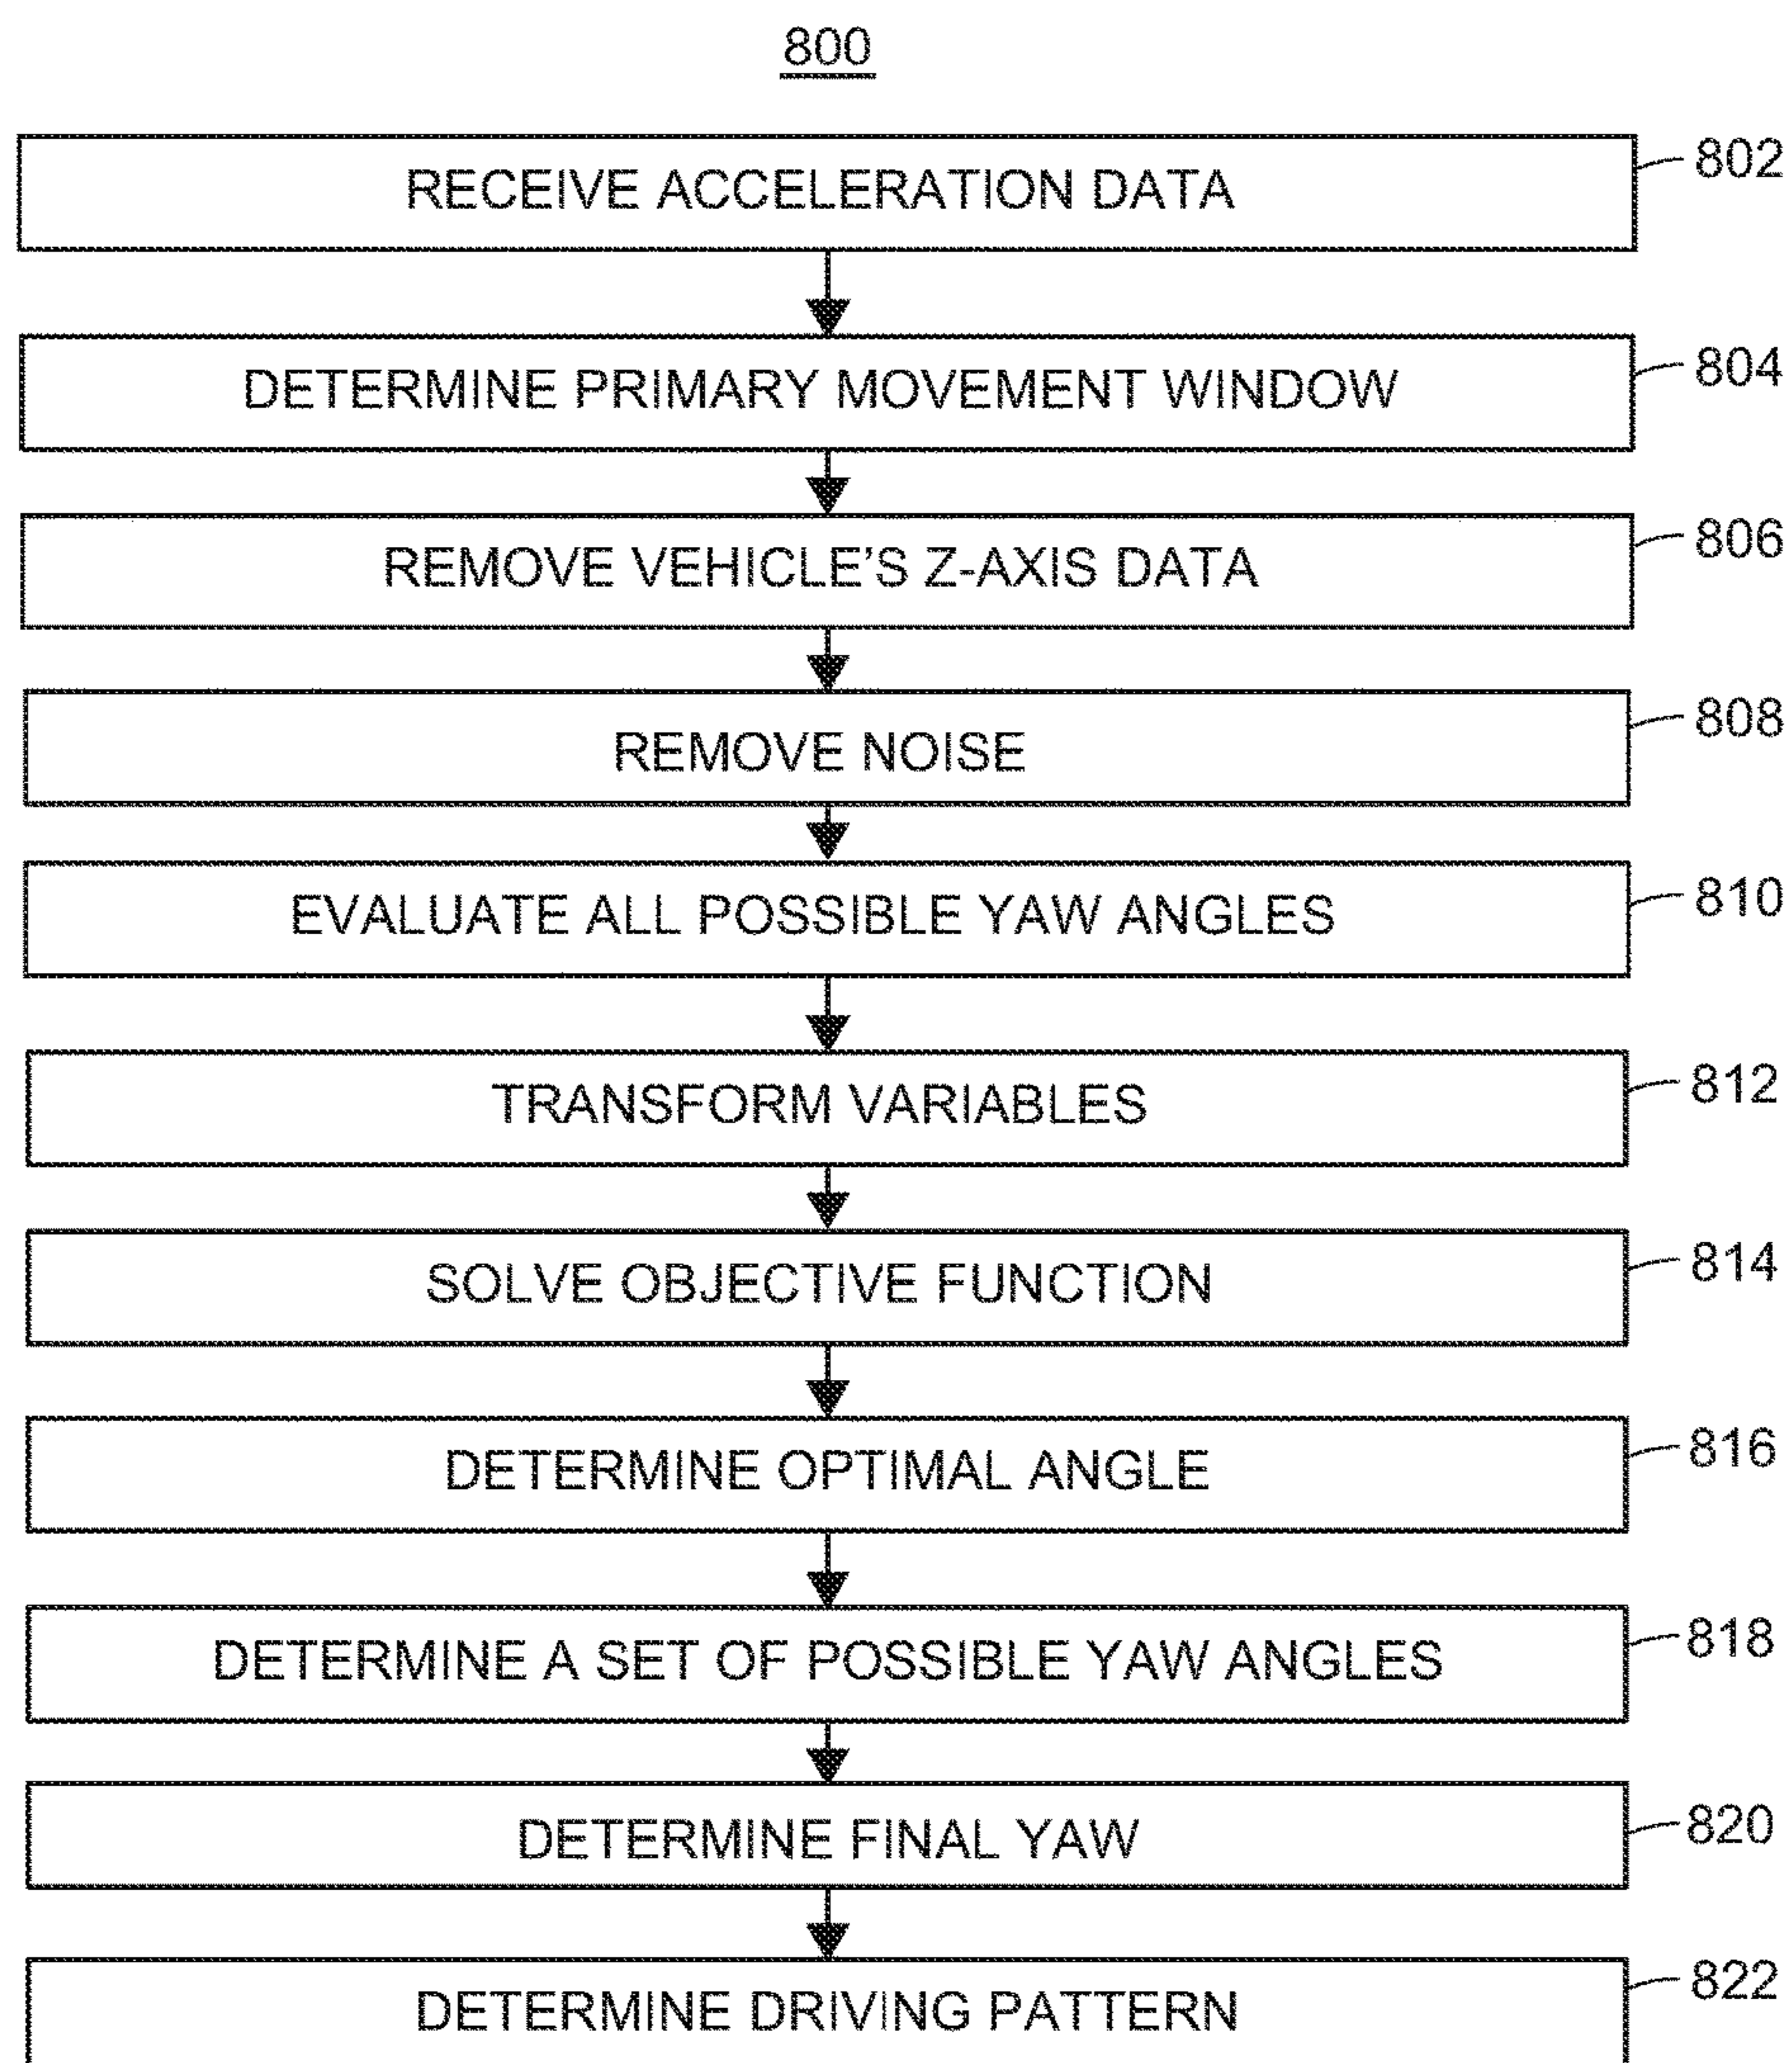 800
RECEIVE ACCELERATION DATA
802
DETERMINE PRIMARY MOVEMENT WINDOW
804
REMOVE VEHICLE'S Z-AXIS DATA
806
REMOVE NOISE
808
EVALUATE ALL POSSIBLE YAW ANGLES
810
TRANSFORM VARIABLES
812
SOLVE OBJECTIVE FUNCTION
814
DETERMINE OPTIMAL ANGLE
816
DETERMINE A SET OF POSSIBLE YAW ANGLES
818
DETERMINE FINAL YAW
820
DETERMINE DRIVING PATTERN
822